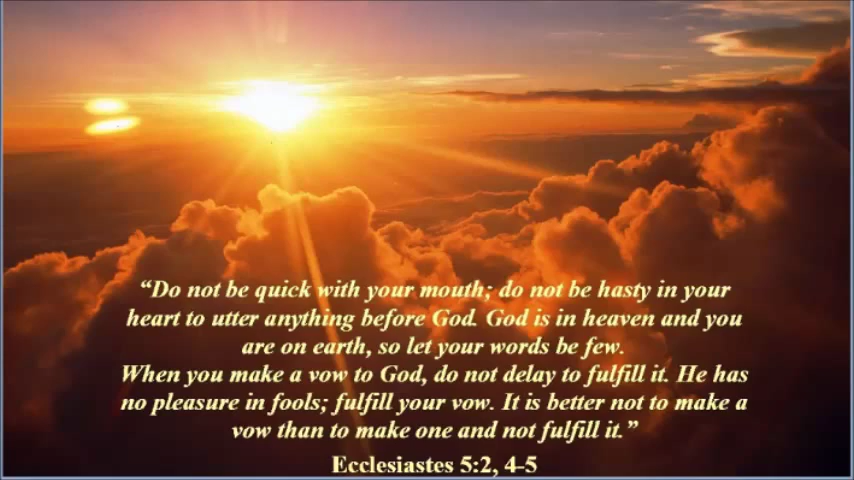 “Do not be quick with your mouth; do not be hasty in your
heart to utter anything before God. God is in heaven and you
are on earth, so let your words be few.
When you make a vow to God, do not delay to fulfill it. He has
no pleasure in fools; fulfill your vow. It is better not to make a
vow than to make one and not fulfill it.”
Ecclesiastes 5:2, 4-5